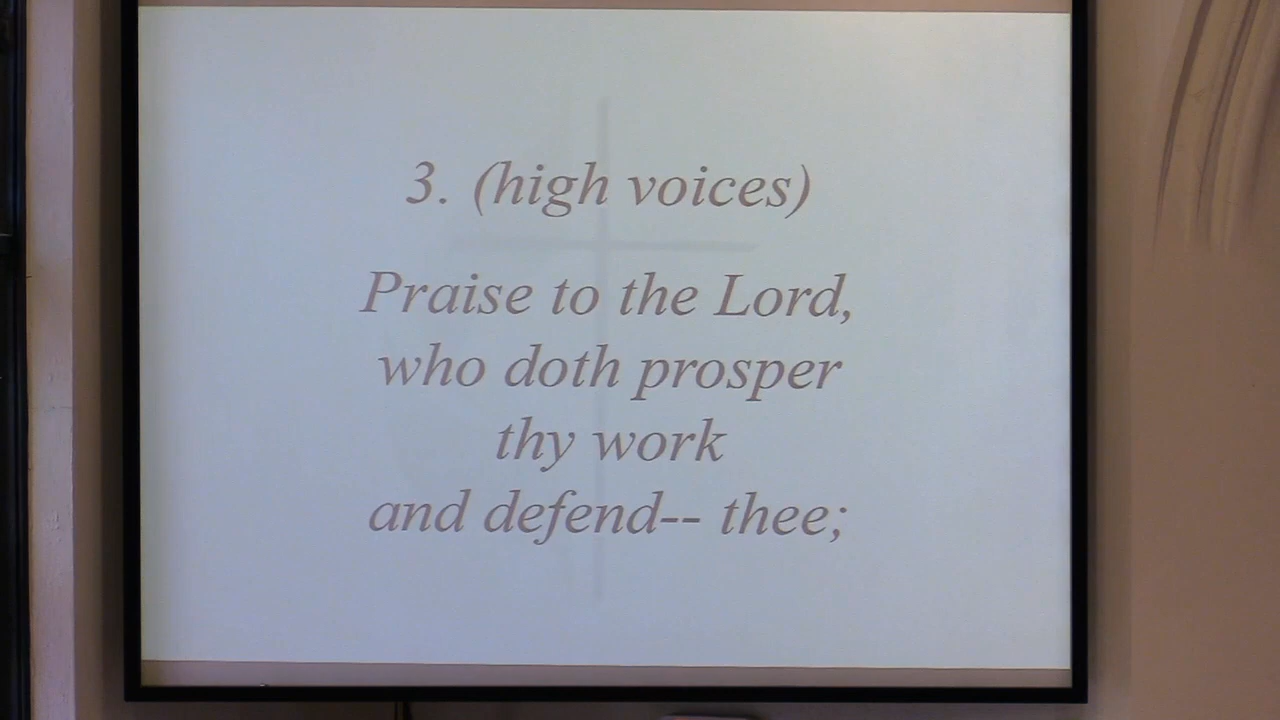 3. (high voices)
Praise to the Lord,
who doth prosper
thy work
and defend-- thee;